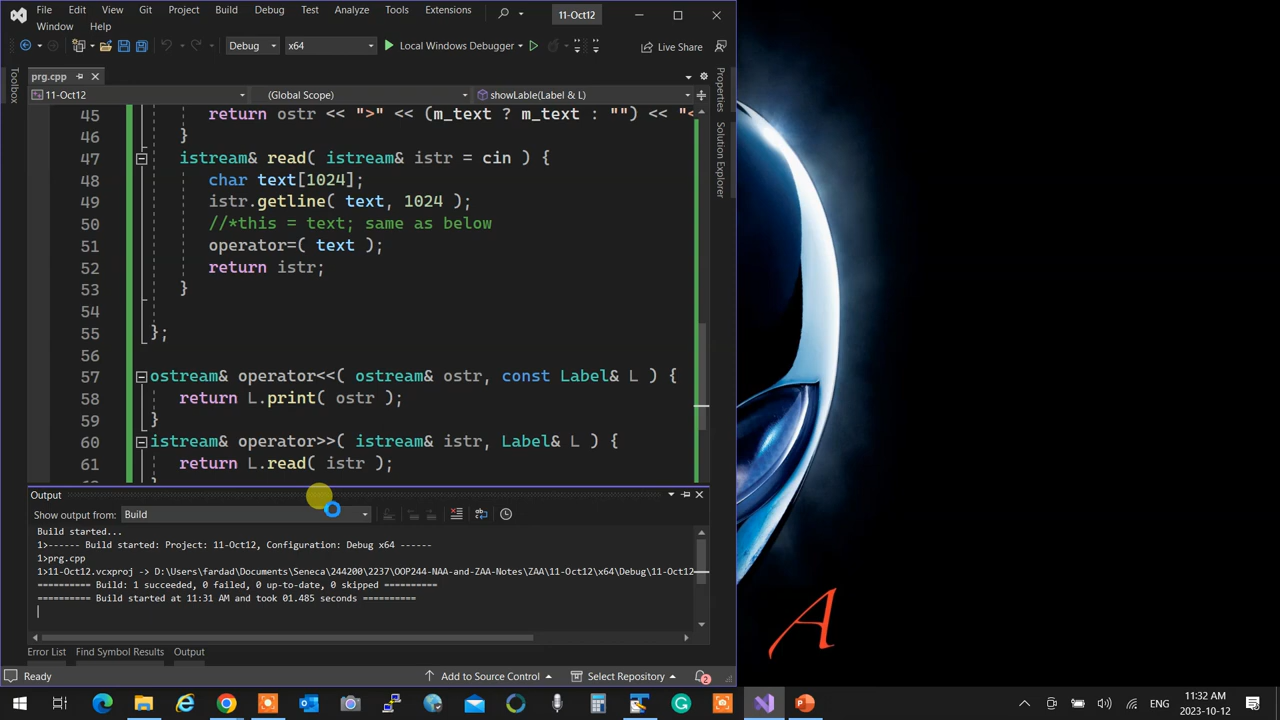 File Edit View Git Project Build Debug Test Analyze Tools Extensions 11-Oct12
Window Help
Debug x64 Local Windows Debugger Live Share
Toolbox
prg.cpp
11-Oct12 (Global Scope) showLable(Label & L)
45 return ostr << ">" << (m_text ? m_text : "") << "<
46 }
47 istream& read( istream& istr = cin ) {
48 char text[1024];
49 istr.getline( text, 1024 );
50 //*this = text; same as below
51 operator=( text );
52 return istr;
53 }
54
55 };
56
57 ostream& operator<<( ostream& ostr, const Label& L ) {
58 return L.print( ostr );
59 }
60 istream& operator>>( istream& istr, Label& L ) {
61 return L.read( istr );
Properties
Solution Explorer
Output
Show output from: Build
Build started...
1>------ Build started: Project: 11-Oct12, Configuration: Debug x64 ------
1>prg.cpp
1>11-Oct12.vcxproj -> D:\Users\fardad\Documents\Seneca\244200\2237\OOP244-NAA-and-ZAA-Notes\ZAA\11-Oct12\x64\Debug\11-Oct12
========== Build: 1 succeeded, 0 failed, 0 up-to-date, 0 skipped ==========
========== Build started at 11:31 AM and took 01.485 seconds ==========
Error List Find Symbol Results Output
Ready Add to Source Control Select Repository 2
A
ENG 11:32 AM
2023-10-12